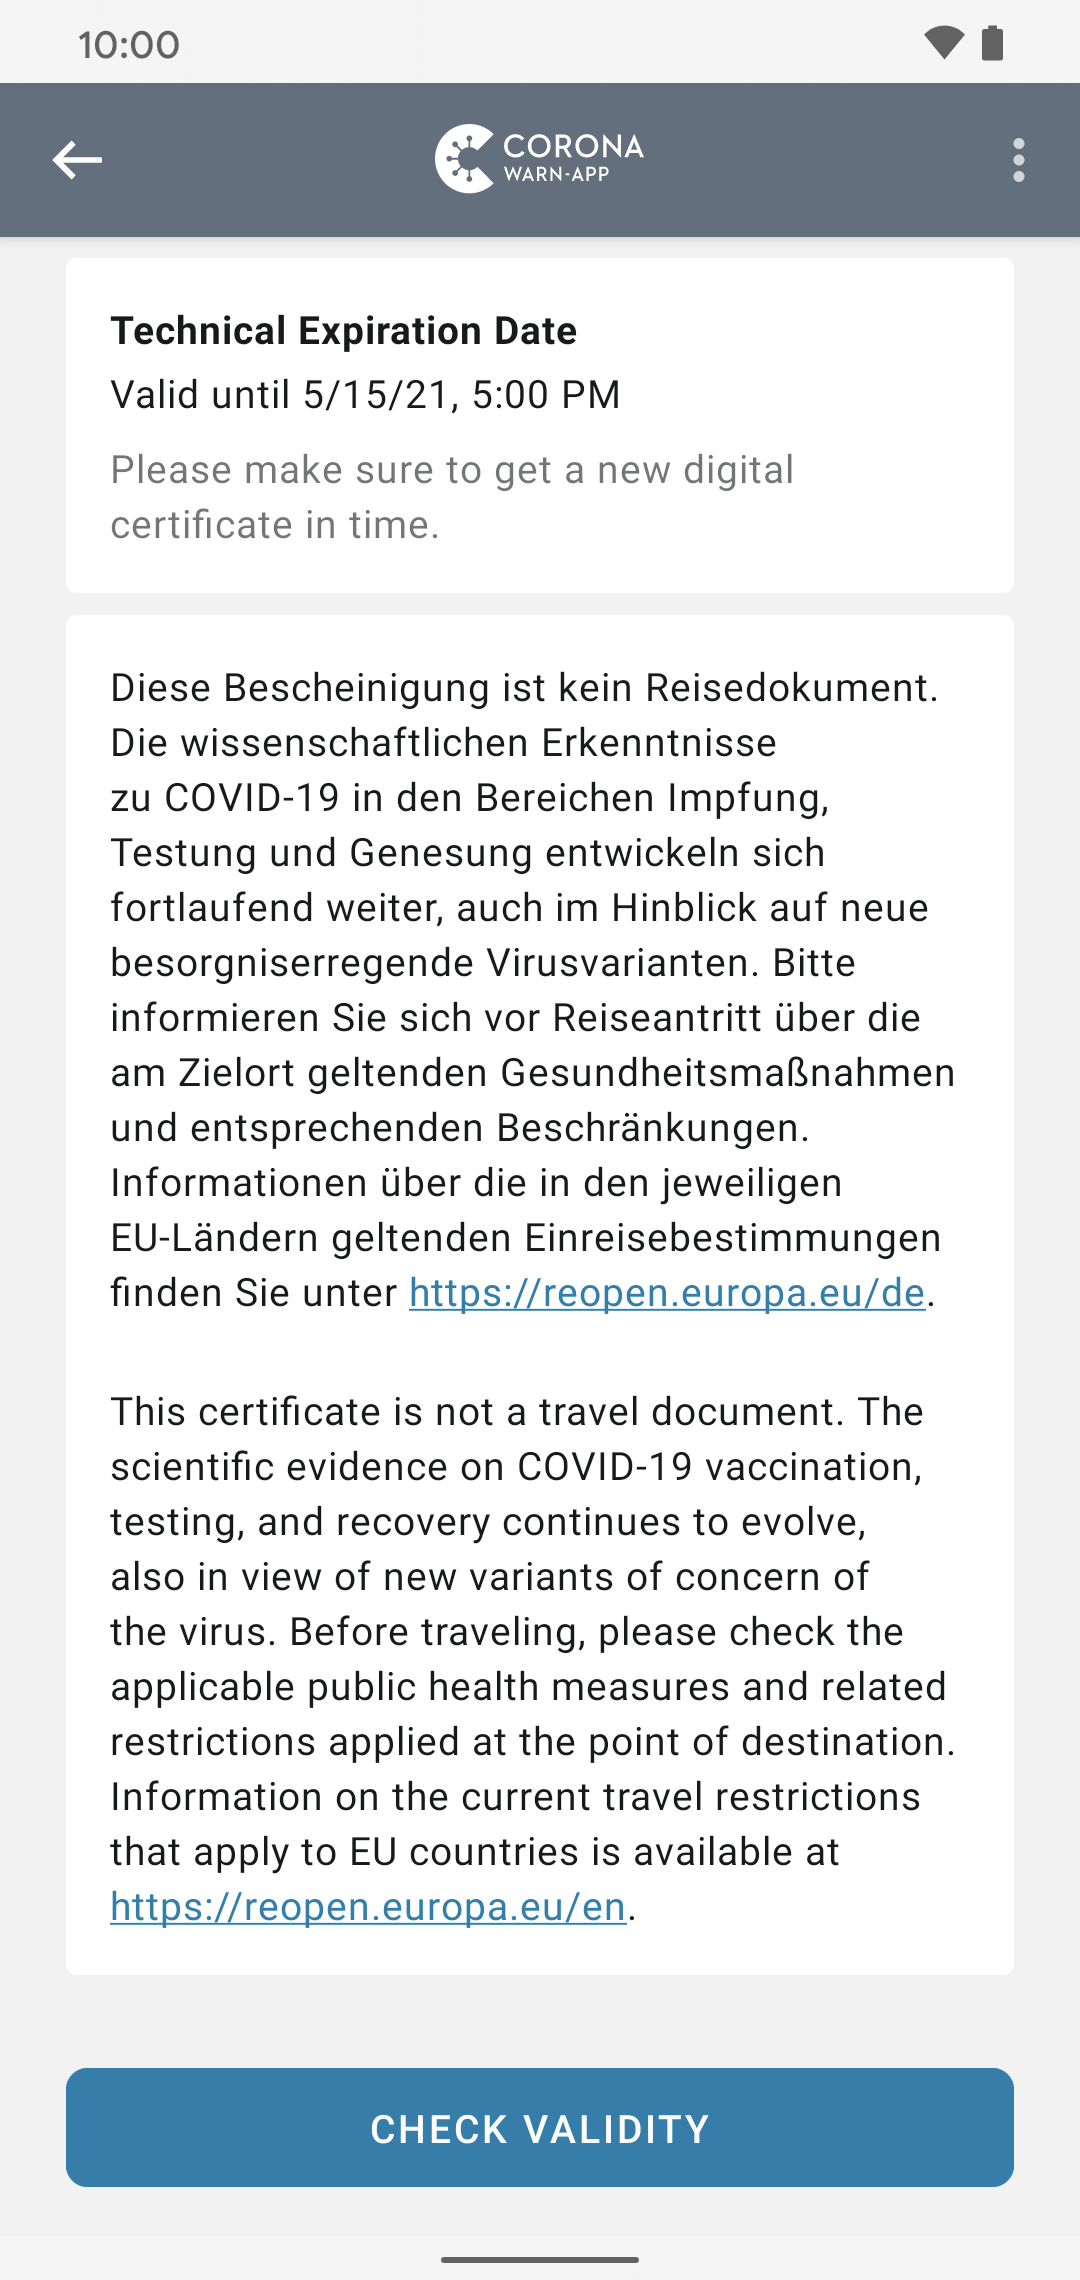 10:00
CORONA
WARN-APP
Technical Expiration Date
Valid until 5/15/21, 5:00 PM
Please make sure to get a new digital
certificate in time.
Diese Bescheinigung ist kein Reisedokument.
Die wissenschaftlichen Erkenntnisse
zu COVID-19 in den Bereichen Impfung,
Testung und Genesung entwickeln sich
fortlaufend weiter, auch im Hinblick auf neue
besorgniserregende Virusvarianten. Bitte
informieren Sie sich vor Reiseantritt über die
am Zielort geltenden Gesundheitsmaßnahmen
und entsprechenden Beschränkungen.
Informationen über die in den jeweiligen
EU-Ländern geltenden Einreisebestimmungen
finden Sie unter https://reopen.europa.eu/de.
This certificate is not a travel document. The
scientific evidence on COVID-19 vaccination,
testing, and recovery continues to evolve,
also in view of new variants of concern of
the virus. Before traveling, please check the
applicable public health measures and related
restrictions applied at the point of destination.
Information on the current travel restrictions
that apply to EU countries is available at
https://reopen.europa.eu/en.
CHECK VALIDITY